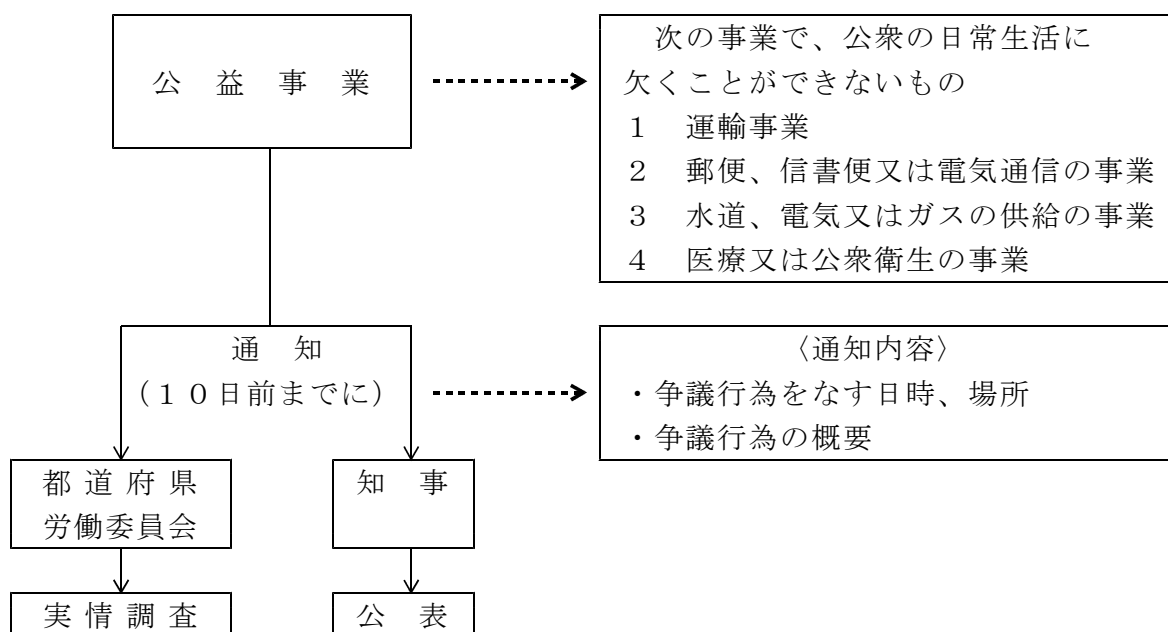 公 益 事 業
次の事業で、公衆の日常生活に
欠くことができないもの
１ 運輸事業
２ 郵便、信書便又は電気通信の事業
３ 水道、電気又はガスの供給の事業
４ 医療又は公衆衛生の事業
通 知
(１０日前までに)
〈通知内容〉
・争議行為をなす日時、場所
・争議行為の概要
都 道 府 県
労働委員会
知 事
実 情 調 査
公 表